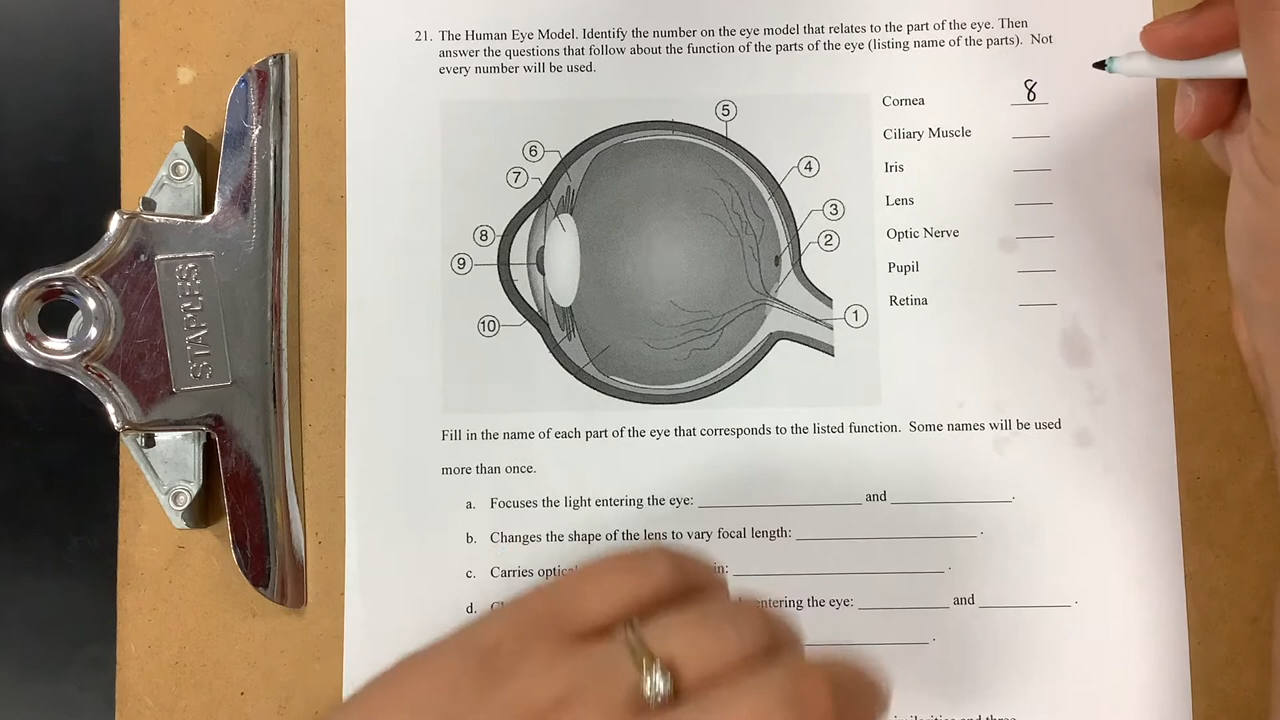 21. The Human Eye Model. Identify the number on the eye model that relates to the part of the eye. Then
answer the questions that follow about the function of the parts of the eye (listing name of the parts). Not
every number will be used.
5
6
7
4
3
8
2
9
10
1
Cornea 8
Ciliary Muscle
Iris
Lens
Optic Nerve
Pupil
Retina
STAPLES
Fill in the name of each part of the eye that corresponds to the listed function. Some names will be used
more than once.
a. Focuses the light entering the eye: ____ and ____.
b. Changes the shape of the lens to vary focal length: ____.
c. Carries in: ____.
d. entering the eye: ____ and ____.